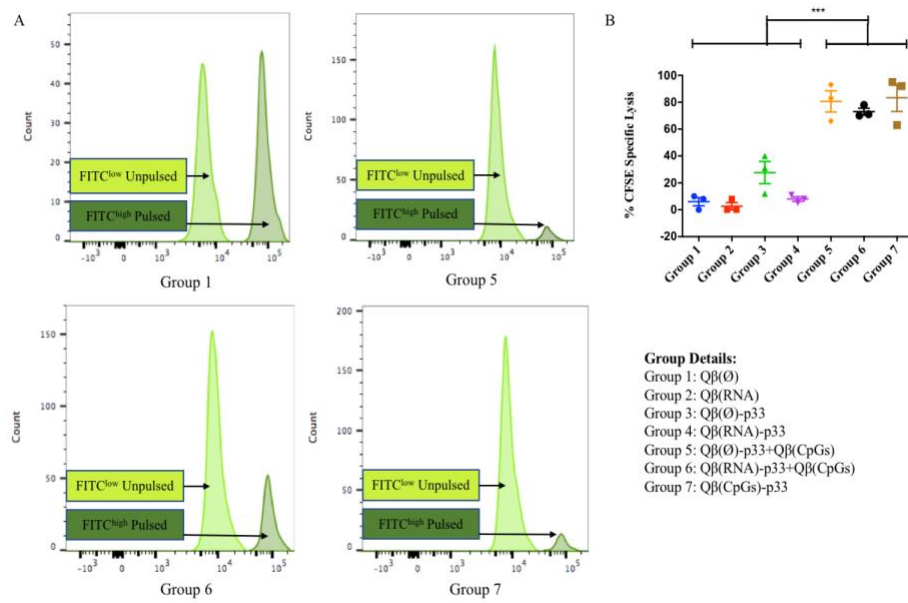 A
B
***
50
40
30
20
10
0
Count
FITClow Unpulsed
FITChigh Pulsed
-10³ 0 10³ 10⁴ 10⁵
Group 1
150
100
50
0
Count
FITClow Unpulsed
FITChigh Pulsed
-10³ 0 10³ 10⁴ 10⁵
Group 5
100
80
60
40
20
0
-20
% CFSE Specific Lysis
Group 1
Group 2
Group 3
Group 4
Group 5
Group 6
Group 7
150
100
50
0
Count
FITClow Unpulsed
FITChigh Pulsed
-10³ 0 10³ 10⁴ 10⁵
Group 6
200
150
100
50
0
Count
FITClow Unpulsed
FITChigh Pulsed
-10³ 0 10³ 10⁴ 10⁵
Group 7
Group Details:
Group 1: Qβ(Ø)
Group 2: Qβ(RNA)
Group 3: Qβ(Ø)-p33
Group 4: Qβ(RNA)-p33
Group 5: Qβ(Ø)-p33+Qβ(CpGs)
Group 6: Qβ(RNA)-p33+Qβ(CpGs)
Group 7: Qβ(CpGs)-p33